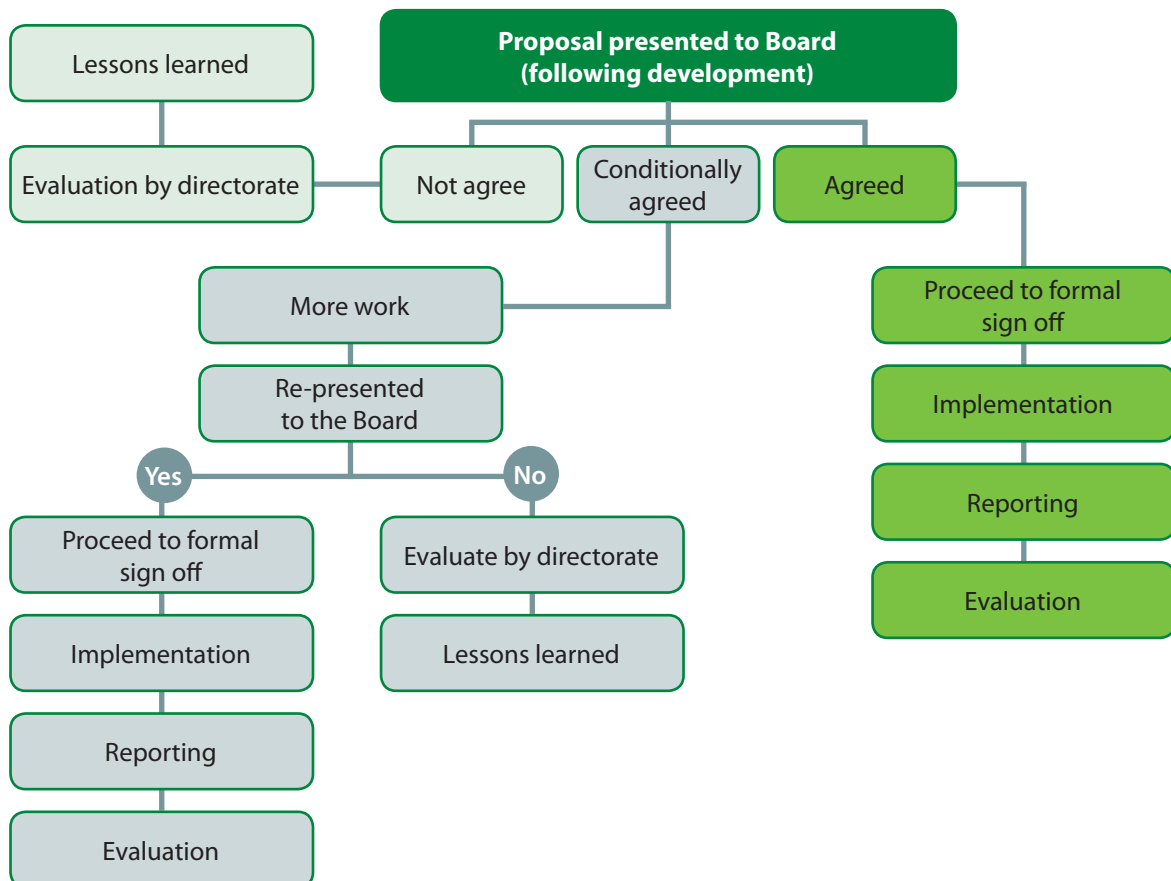 Proposal presented to Board
(following development)
Lessons learned
Evaluation by directorate
Not agree
Conditionally
agreed
Agreed
More work
Re-presented
to the Board
Yes
No
Proceed to formal
sign off
Implementation
Reporting
Evaluation
Evaluate by directorate
Lessons learned
Proceed to formal
sign off
Implementation
Reporting
Evaluation